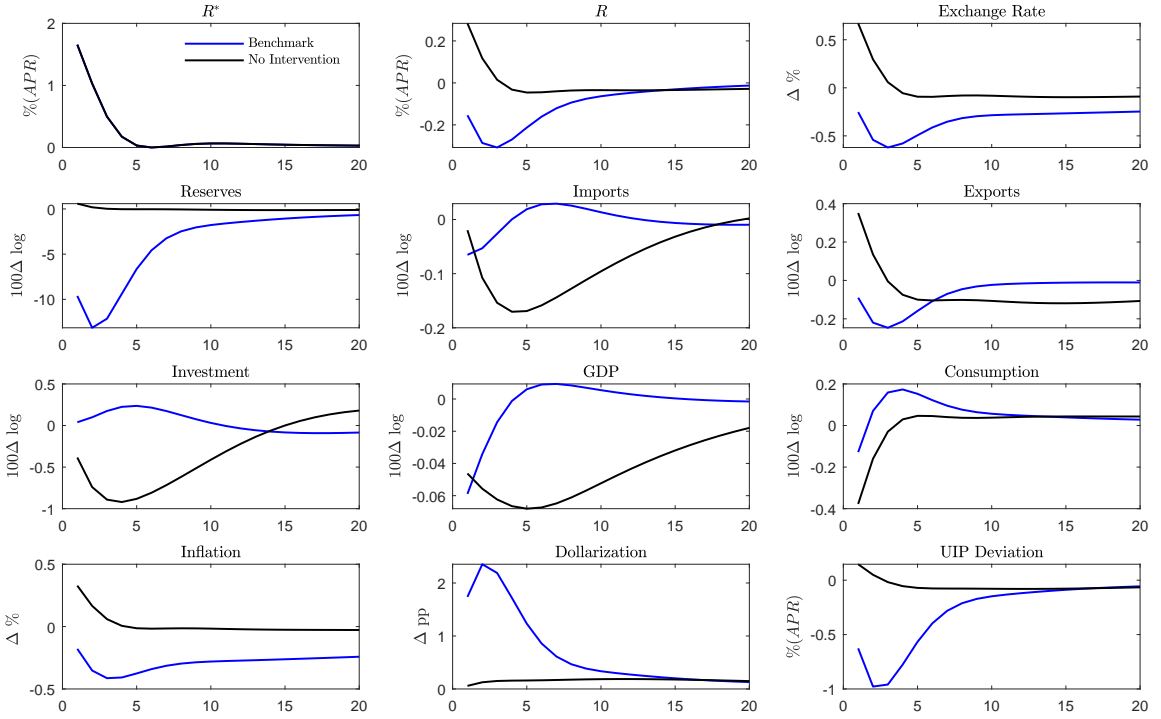 R*
2
1
0
%(APR)
0 5 10 15 20
Benchmark
No Intervention
R
0.2
0
-0.2
%(APR)
0 5 10 15 20
Exchange Rate
0.5
0
-0.5
Δ %
0 5 10 15 20
Reserves
0
-5
-10
100Δ log
0 5 10 15 20
Imports
0
-0.1
-0.2
100Δ log
0 5 10 15 20
Exports
0.4
0.2
0
-0.2
100Δ log
0 5 10 15 20
Investment
0.5
0
-0.5
-1
100Δ log
0 5 10 15 20
GDP
0
-0.02
-0.04
-0.06
100Δ log
0 5 10 15 20
Consumption
0.2
0
-0.2
-0.4
100Δ log
0 5 10 15 20
Inflation
0.5
0
-0.5
Δ %
0 5 10 15 20
Dollarization
2
1
0
Δ pp
0 5 10 15 20
UIP Deviation
0
-0.5
-1
%(APR)
0 5 10 15 20